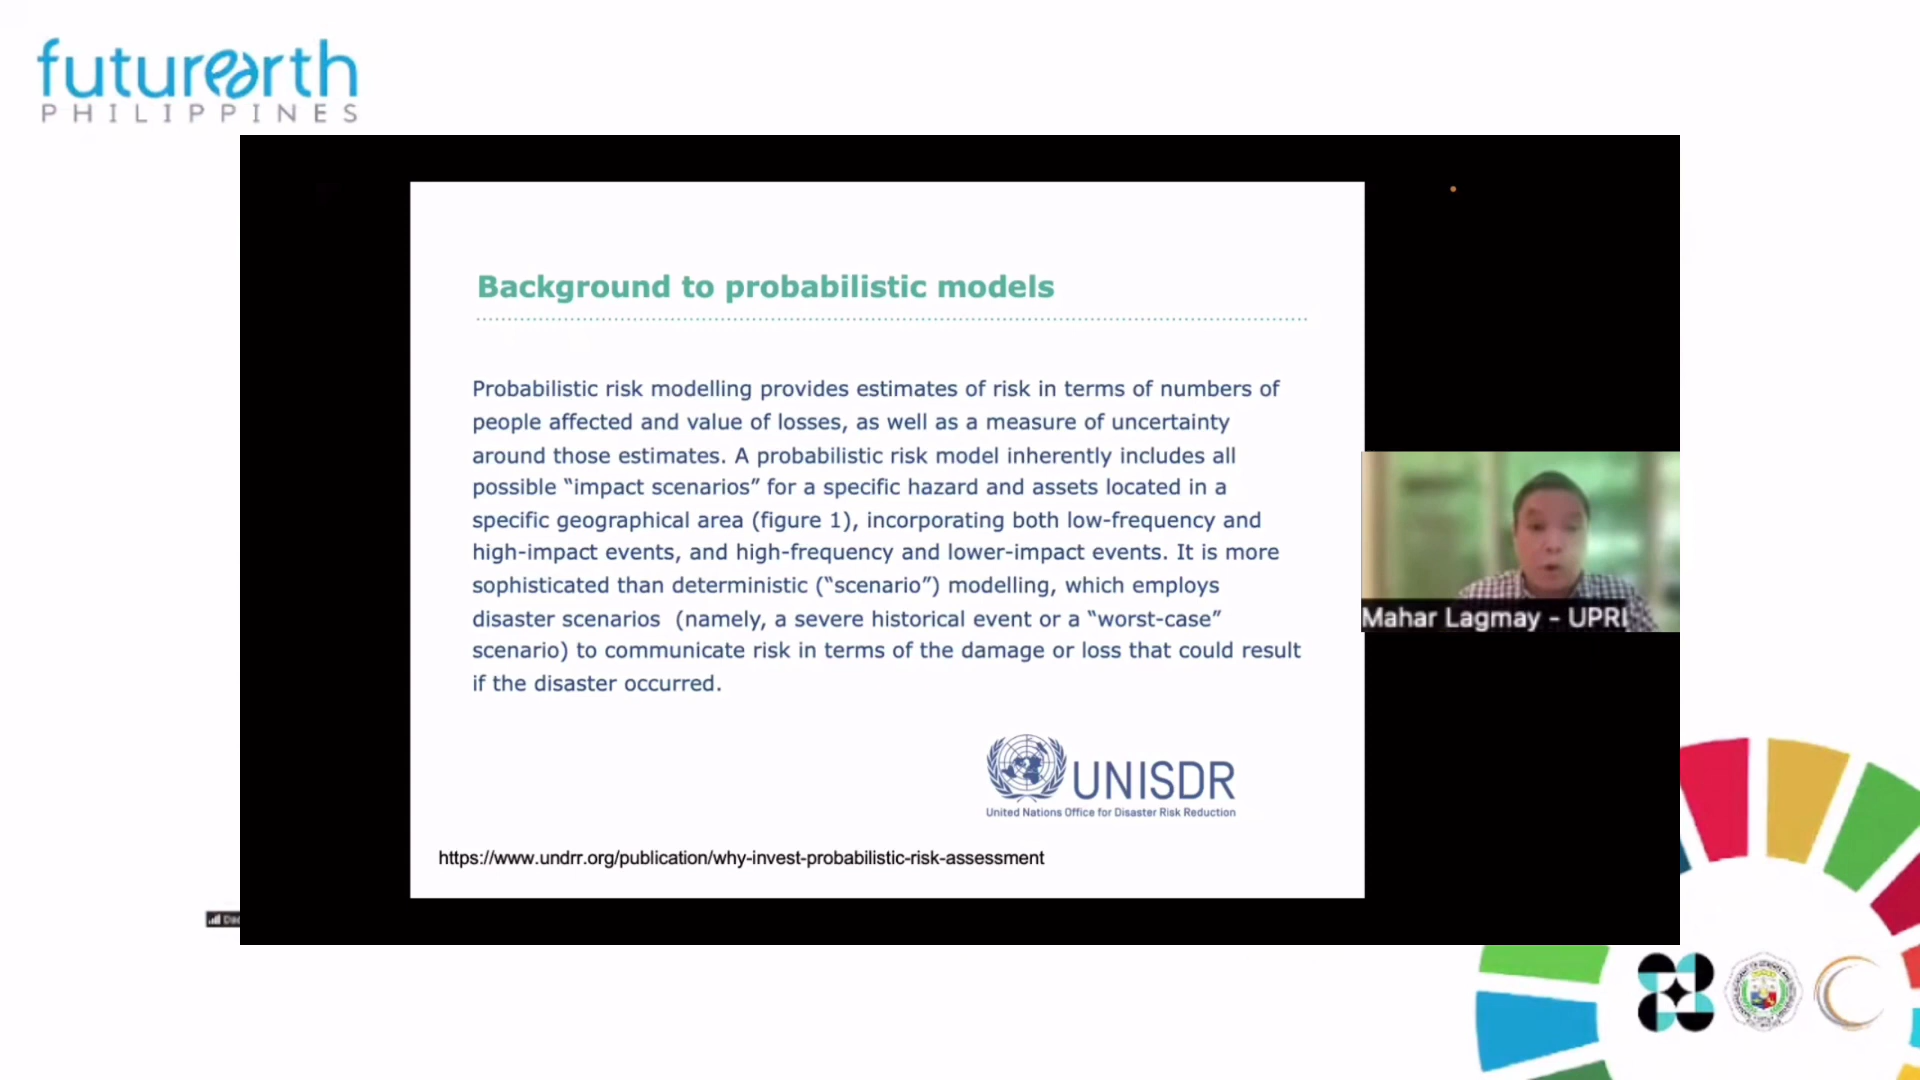 futurearth
PHILIPPINES
Background to probabilistic models
Probabilistic risk modelling provides estimates of risk in terms of numbers of
people affected and value of losses, as well as a measure of uncertainty
around those estimates. A probabilistic risk model inherently includes all
possible “impact scenarios” for a specific hazard and assets located in a
specific geographical area (figure 1), incorporating both low-frequency and
high-impact events, and high-frequency and lower-impact events. It is more
sophisticated than deterministic (“scenario”) modelling, which employs
disaster scenarios (namely, a severe historical event or a “worst-case”
scenario) to communicate risk in terms of the damage or loss that could result
if the disaster occurred.
Mahar Lagmay - UPRI
UNISDR
United Nations Office for Disaster Risk Reduction
https://www.undrr.org/publication/why-invest-probabilistic-risk-assessment